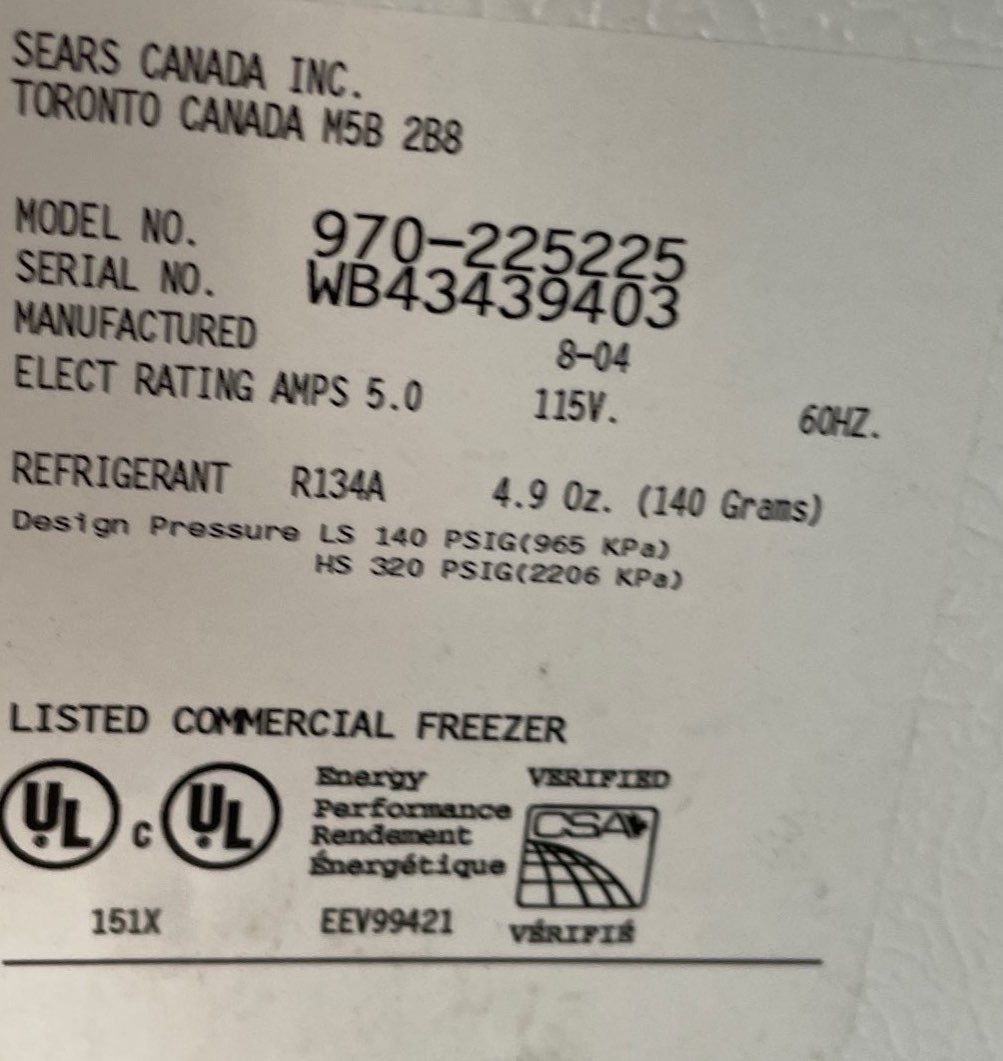 SEARS CANADA INC.
TORONTO CANADA M5B 2B8
MODEL NO. 970-225225
SERIAL NO. WB43439403
MANUFACTURED 8-04
ELECT RATING AMPS 5.0 115V. 60HZ.
REFRIGERANT R134A 4.9 Oz. (140 Grams)
Design Pressure LS 140 PSIG(965 KPa)
HS 320 PSIG(2206 KPa)
LISTED COMMERCIAL FREEZER
UL C UL
Energy
Performance
Rendement
Énergétique
VERIFIED
CSA
VÉRIFIÉ
151X EEV99421